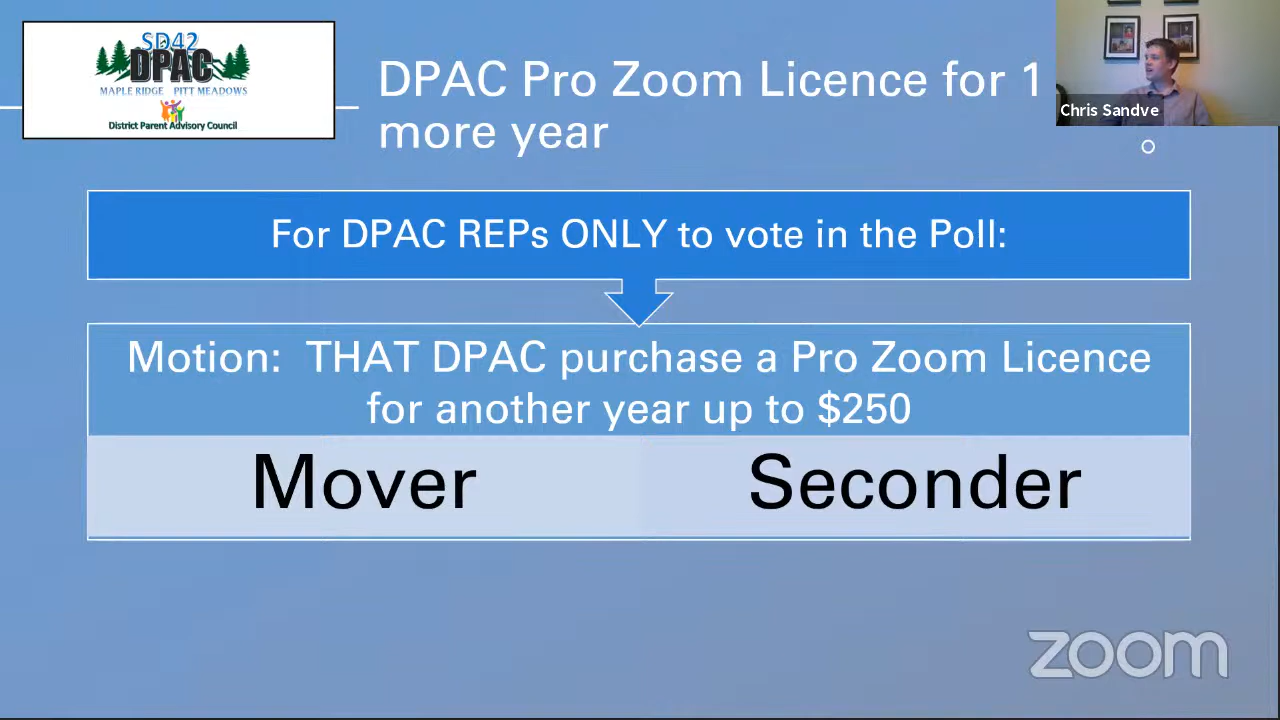 SD42
DPAC
MAPLE RIDGE PITT MEADOWS
District Parent Advisory Council
DPAC Pro Zoom Licence for 1
more year
Chris Sandve
For DPAC REPs ONLY to vote in the Poll:
Motion: THAT DPAC purchase a Pro Zoom Licence
for another year up to $250
Mover
Seconder
zoom